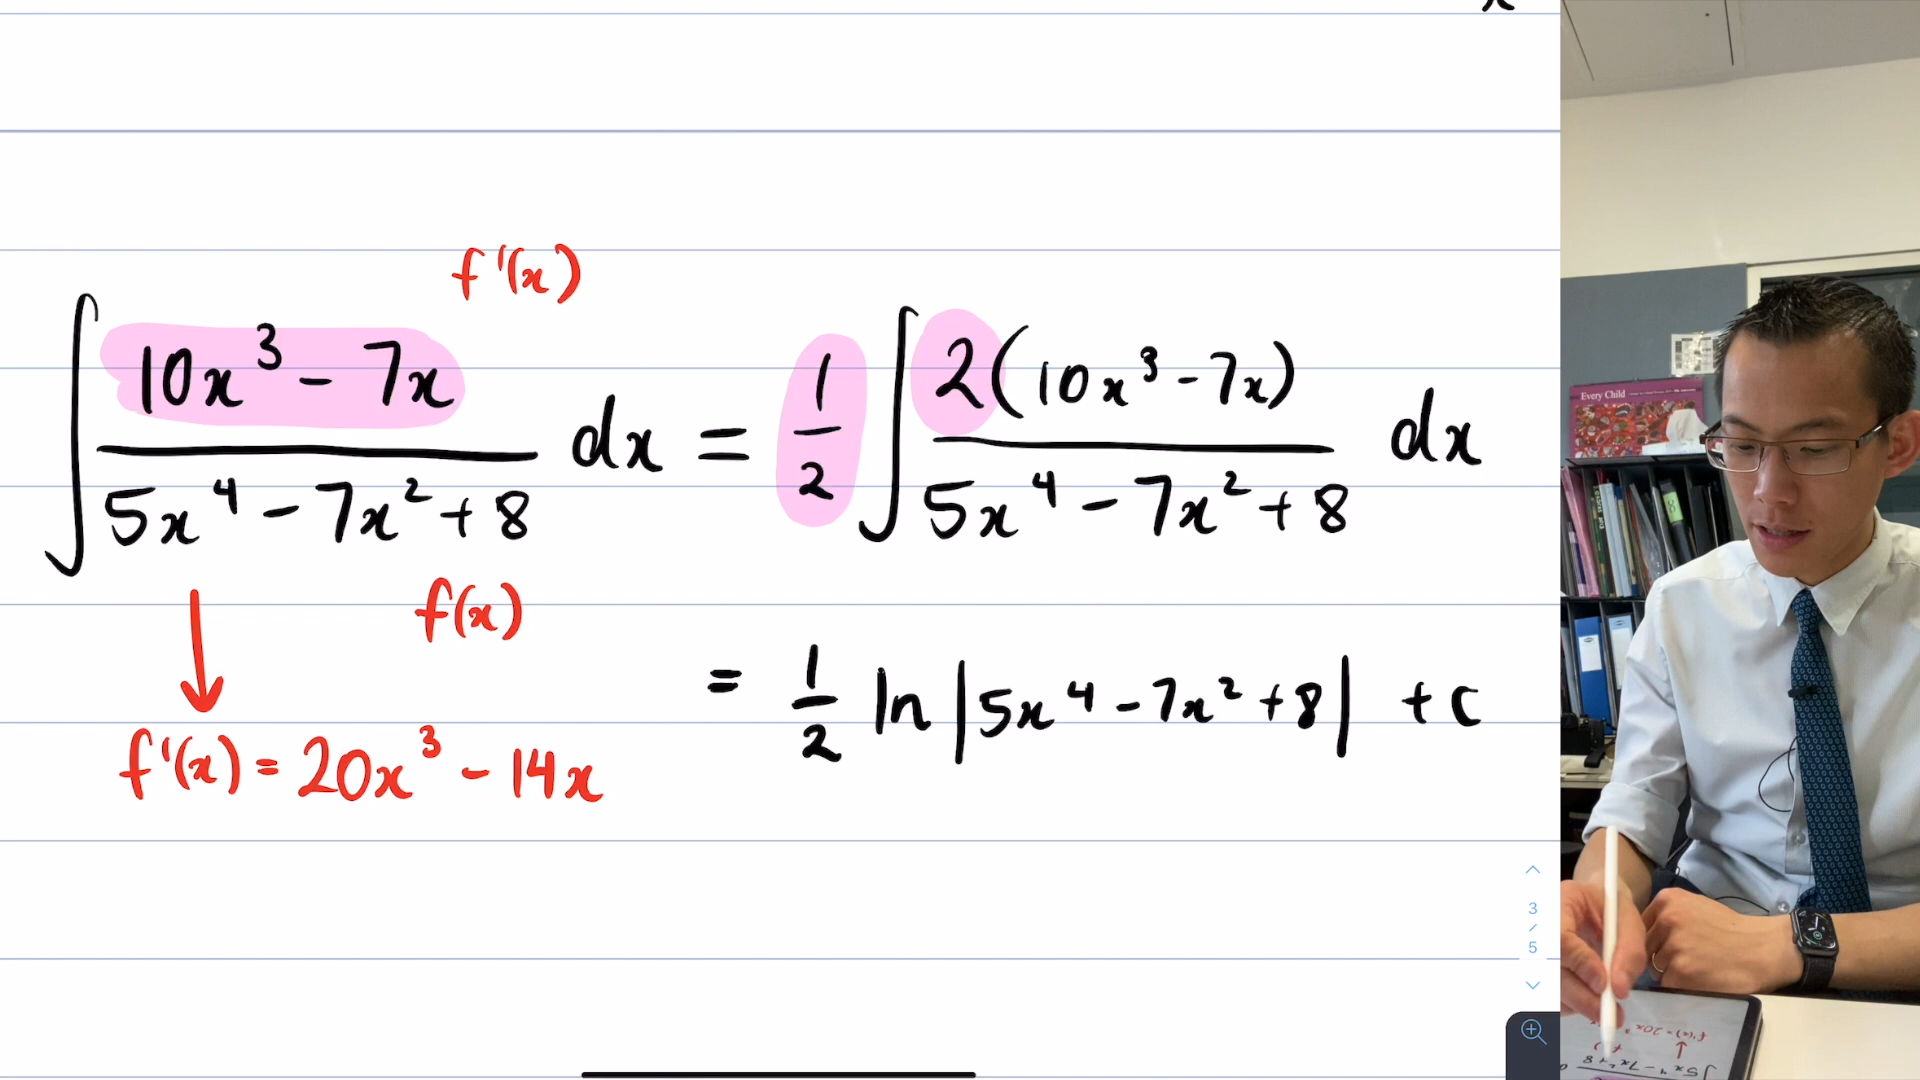 f'(x)
∫ (10x³ - 7x)/(5x⁴ - 7x² + 8) dx = 1/2 ∫ 2(10x³ - 7x)/(5x⁴ - 7x² + 8) dx
f(x)
= 1/2 ln |5x⁴ - 7x² + 8| + c
f'(x) = 20x³ - 14x
3
/
5
Every Child